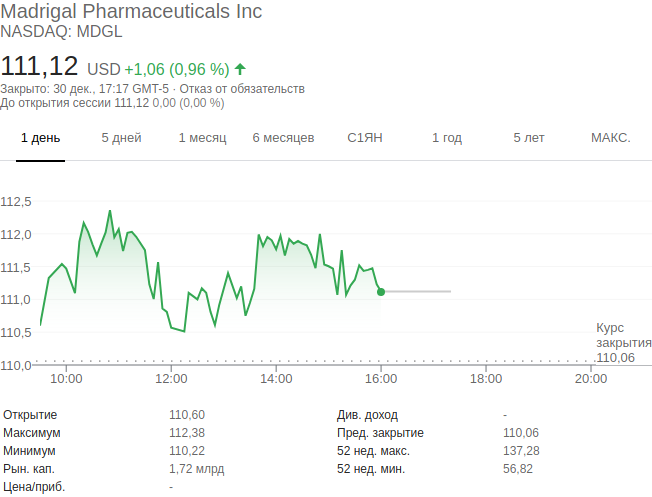 Madrigal Pharmaceuticals Inc
NASDAQ: MDGL
111,12 USD +1,06 (0,96 %)
Закрыто: 30 дек., 17:17 GMT-5 · Отказ от обязательств
До открытия сессии 111,12 0,00 (0,00 %)
1 день 5 дней 1 месяц 6 месяцев С1ЯН 1 год 5 лет МАКС.
112,5
112,0
111,5
111,0
110,5
110,0
Курс
закрытия
110,06
10:00 12:00 14:00 16:00 18:00 20:00
Открытие 110,60 Див. доход -
Максимум 112,38 Пред. закрытие 110,06
Минимум 110,22 52 нед. макс. 137,28
Рын. кап. 1,72 млрд 52 нед. мин. 56,82
Цена/приб. -